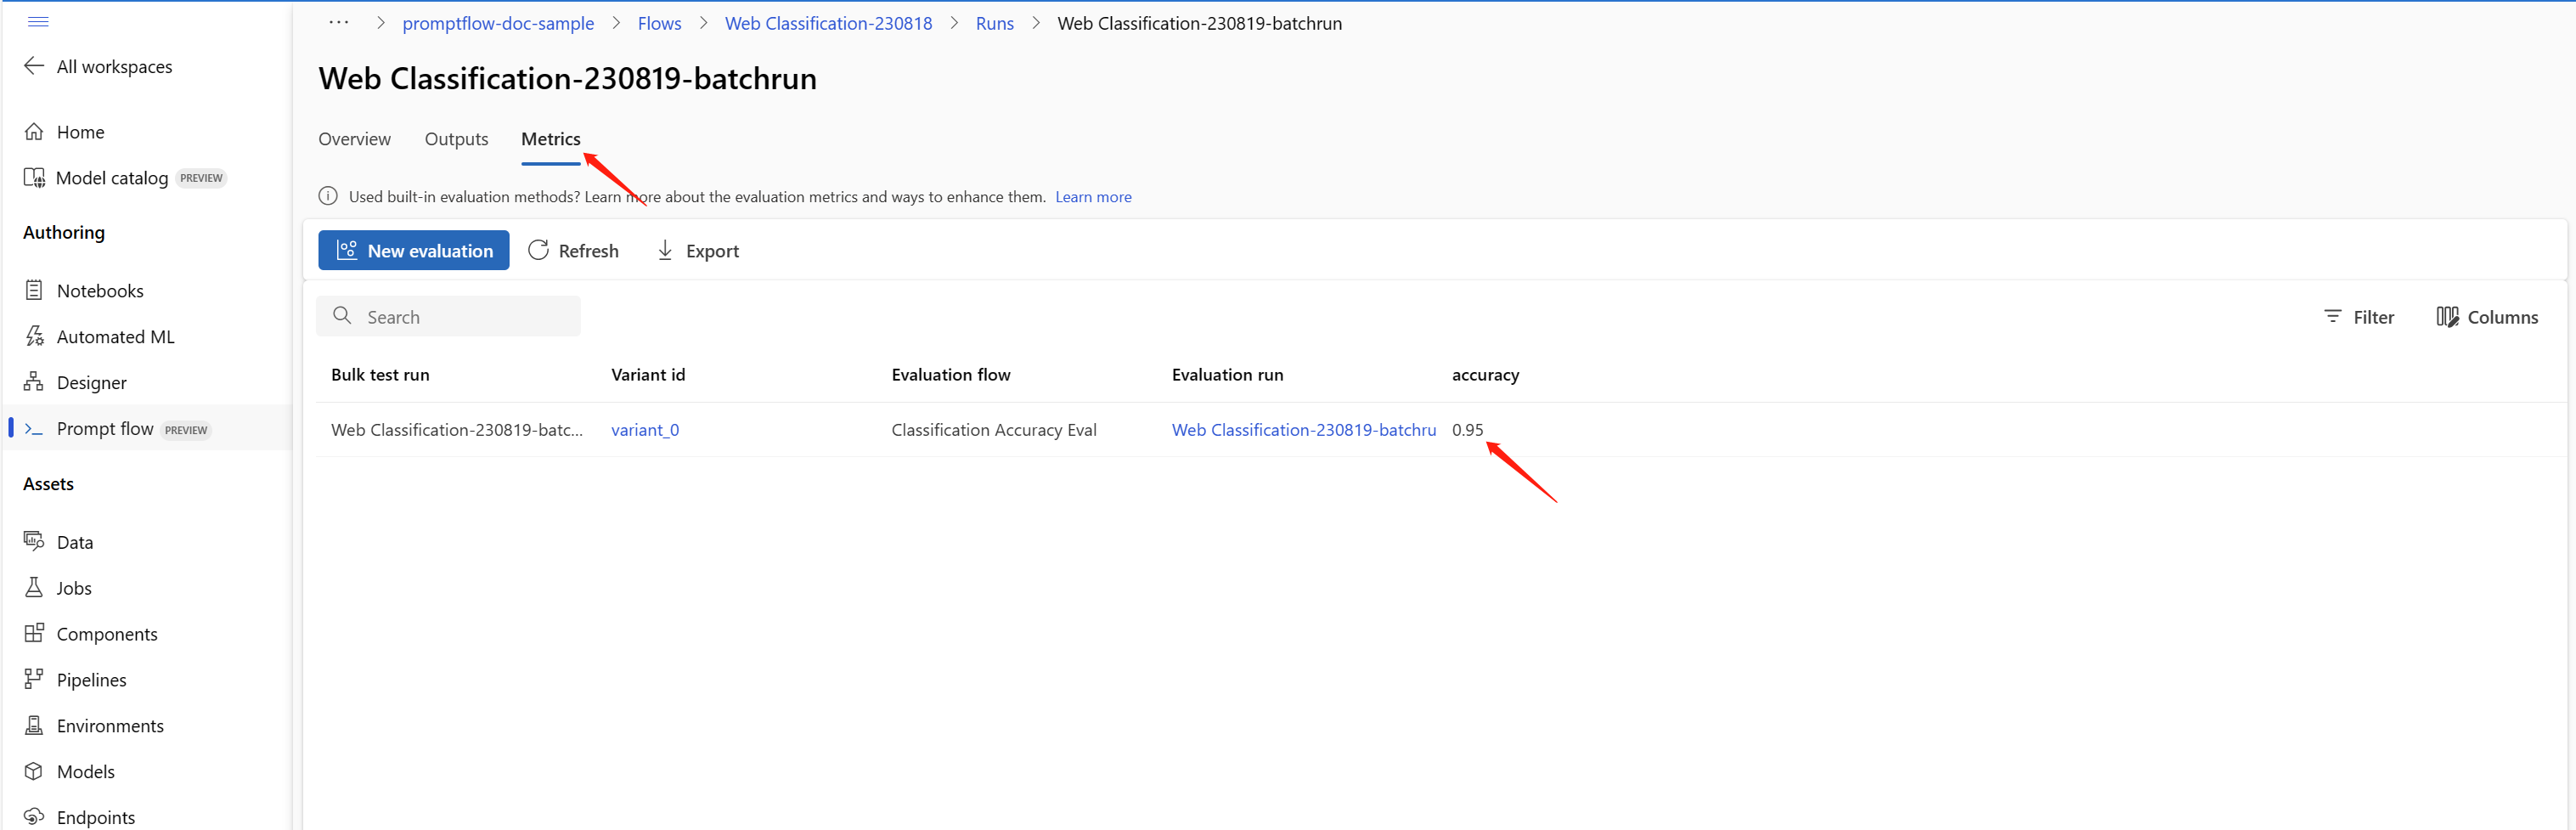 ··· > promptflow-doc-sample > Flows > Web Classification-230818 > Runs > Web Classification-230819-batchrun
All workspaces
Home
Model catalog PREVIEW
Authoring
Notebooks
Automated ML
Designer
Prompt flow PREVIEW
Assets
Data
Jobs
Components
Pipelines
Environments
Models
Endpoints
Web Classification-230819-batchrun
Overview Outputs Metrics
Used built-in evaluation methods? Learn more about the evaluation metrics and ways to enhance them. Learn more
New evaluation Refresh Export
Search Filter Columns
Bulk test run Variant id Evaluation flow Evaluation run accuracy
Web Classification-230819-batc... variant_0 Classification Accuracy Eval Web Classification-230819-batchru 0.95